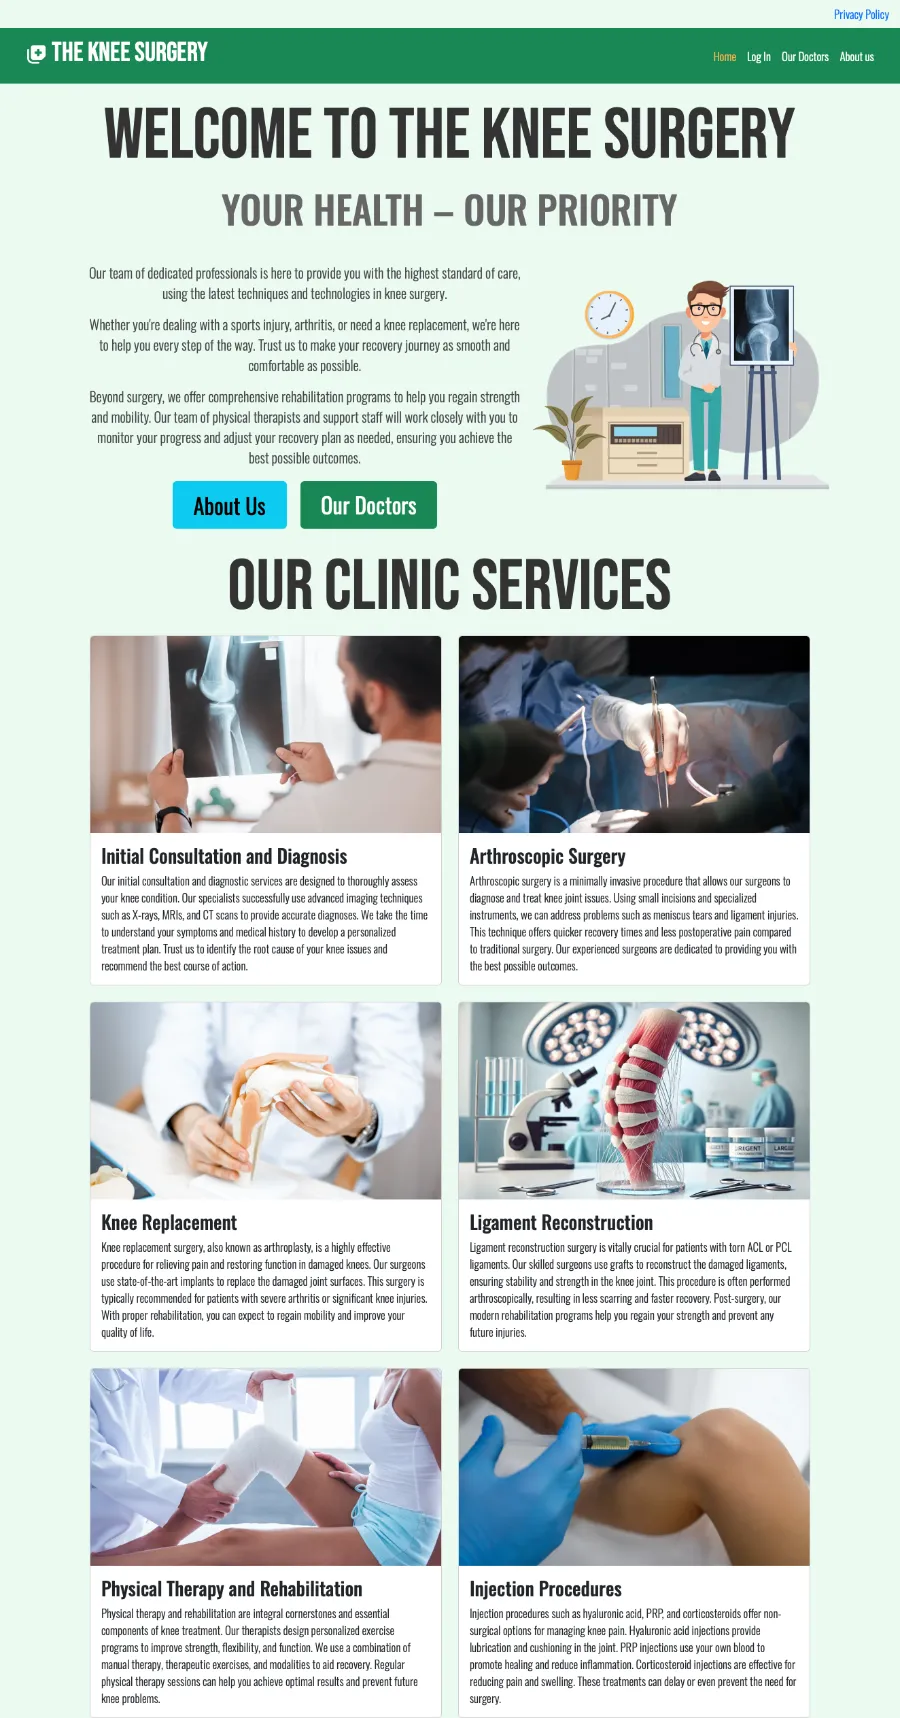 Privacy Policy
THE KNEE SURGERY
Home Log In Our Doctors About us
WELCOME TO THE KNEE SURGERY
YOUR HEALTH – OUR PRIORITY
Our team of dedicated professionals is here to provide you with the highest standard of care,
using the latest techniques and technologies in knee surgery.
Whether you're dealing with a sports injury, arthritis, or need a knee replacement, we're here
to help you every step of the way. Trust us to make your recovery journey as smooth and
comfortable as possible.
Beyond surgery, we offer comprehensive rehabilitation programs to help you regain strength
and mobility. Our team of physical therapists and support staff will work closely with you to
monitor your progress and adjust your recovery plan as needed, ensuring you achieve the
best possible outcomes.
About Us Our Doctors
OUR CLINIC SERVICES
Initial Consultation and Diagnosis
Our initial consultation and diagnostic services are designed to thoroughly assess
your knee condition. Our specialists successfully use advanced imaging techniques
such as X-rays, MRIs, and CT scans to provide accurate diagnoses. We take the time
to understand your symptoms and medical history to develop a personalized
treatment plan. Trust us to identify the root cause of your knee issues and
recommend the best course of action.
Arthroscopic Surgery
Arthroscopic surgery is a minimally invasive procedure that allows our surgeons to
diagnose and treat knee joint issues. Using small incisions and specialized
instruments, we can address problems such as meniscus tears and ligament injuries.
This technique offers quicker recovery times and less postoperative pain compared
to traditional surgery. Our experienced surgeons are dedicated to providing you with
the best possible outcomes.
Knee Replacement
Knee replacement surgery, also known as arthroplasty, is a highly effective
procedure for relieving pain and restoring function in damaged knees. Our surgeons
use state-of-the-art implants to replace the damaged joint surfaces. This surgery is
typically recommended for patients with severe arthritis or significant knee injuries.
With proper rehabilitation, you can expect to regain mobility and improve your
quality of life.
Ligament Reconstruction
Ligament reconstruction surgery is vitally crucial for patients with torn ACL or PCL
ligaments. Our skilled surgeons use grafts to reconstruct the damaged ligaments,
ensuring stability and strength in the knee joint. This procedure is often performed
arthroscopically, resulting in less scarring and faster recovery. Post-surgery, our
modern rehabilitation programs help you regain your strength and prevent any
future injuries.
Physical Therapy and Rehabilitation
Physical therapy and rehabilitation are integral cornerstones and essential
components of knee treatment. Our therapists design personalized exercise
programs to improve strength, flexibility, and function. We use a combination of
manual therapy, therapeutic exercises, and modalities to aid recovery. Regular
physical therapy sessions can help you achieve optimal results and prevent future
knee problems.
Injection Procedures
Injection procedures such as hyaluronic acid, PRP, and corticosteroids offer non-
surgical options for managing knee pain. Hyaluronic acid injections provide
lubrication and cushioning in the joint. PRP injections use your own blood to
promote healing and reduce inflammation. Corticosteroid injections are effective for
reducing pain and swelling. These treatments can delay or even prevent the need for
surgery.